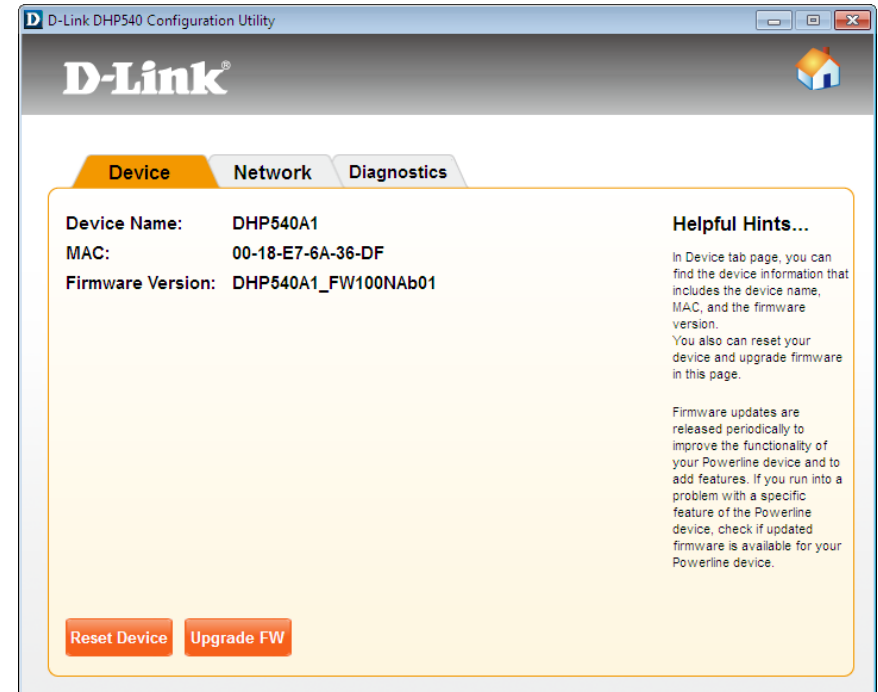 D D-Link DHP540 Configuration Utility
D-Link®
Device Network Diagnostics
Device Name: DHP540A1
MAC: 00-18-E7-6A-36-DF
Firmware Version: DHP540A1_FW100NAb01
Helpful Hints...
In Device tab page, you can
find the device information that
includes the device name,
MAC, and the firmware
version.
You also can reset your
device and upgrade firmware
in this page.
Firmware updates are
released periodically to
improve the functionality of
your Powerline device and to
add features. If you run into a
problem with a specific
feature of the Powerline
device, check if updated
firmware is available for your
Powerline device.
Reset Device Upgrade FW